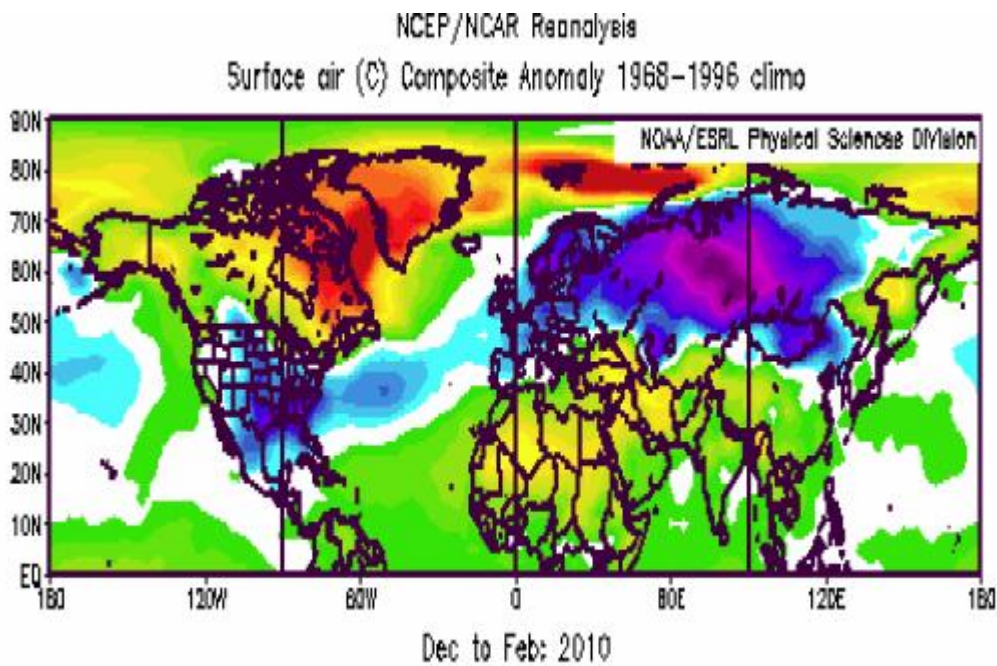 NCEP/NCAR Reanalysis
Surface air (C) Composite Anomaly 1968-1996 climo
NOAA/ESRL Physical Sciences Division
90N
80N
70N
60N
50N
40N
30N
20N
10N
EQ
180 120W 60W 0 60E 120E 180
Dec to Feb: 2010